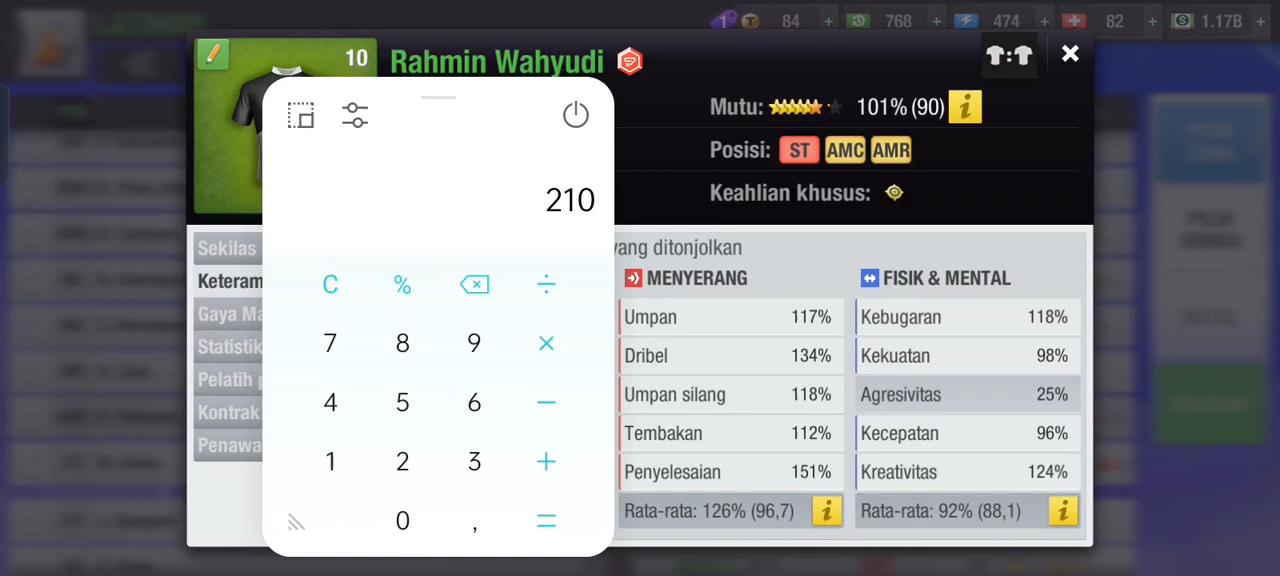 1 T 84 + 768 + 474 + 82 + S 1.17B +
10 Rahmin Wahyudi
Mutu: 101% (90) i
Posisi: ST AMC AMR
Keahlian khusus:
210
C % ÷
7 8 9 ×
4 5 6 −
1 2 3 +
0 , =
Sekilas
Keteram
Gaya Ma
Statistik
Pelatih p
Kontrak
Penawa
yang ditonjolkan
MENYERANG
Umpan 117%
Dribel 134%
Umpan silang 118%
Tembakan 112%
Penyelesaian 151%
Rata-rata: 126% (96,7) i
FISIK & MENTAL
Kebugaran 118%
Kekuatan 98%
Agresivitas 25%
Kecepatan 96%
Kreativitas 124%
Rata-rata: 92% (88,1) i